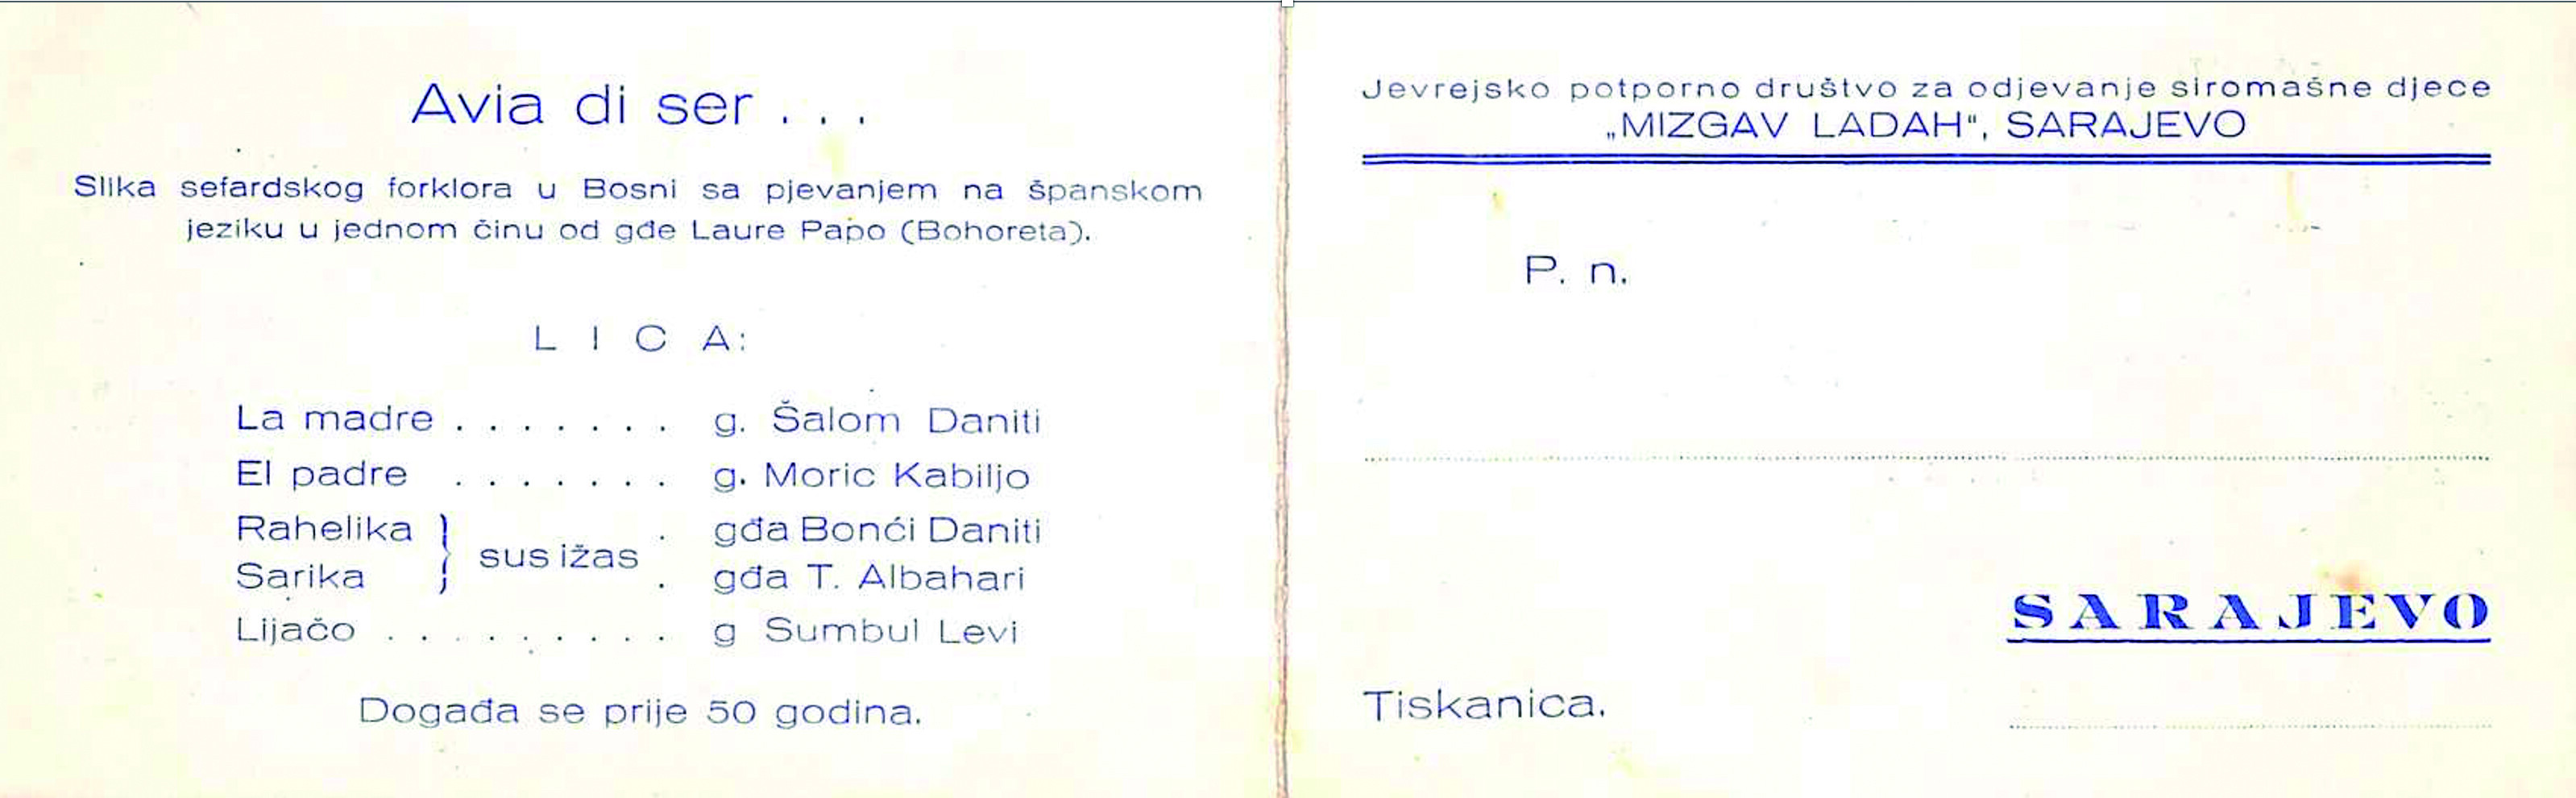 Avia di ser . . .
Slika sefardskog forklora u Bosni sa pjevanjem na španskom
jeziku u jednom činu od gđe Laure Papo (Bohoreta).
L I C A:
La madre . . . . . . . g. Šalom Daniti
El padre . . . . . . . g. Moric Kabiljo
Rahelika } sus ižas . gđa Bonći Daniti
Sarika } . gđa T. Albahari
Lijačo . . . . . . . . . g Sumbul Levi
Događa se prije 50 godina.
Jevrejsko potporno društvo za odjevanje siromašne djece
„MIZGAV LADAH“, SARAJEVO
P. n.
SARAJEVO
Tiskanica.